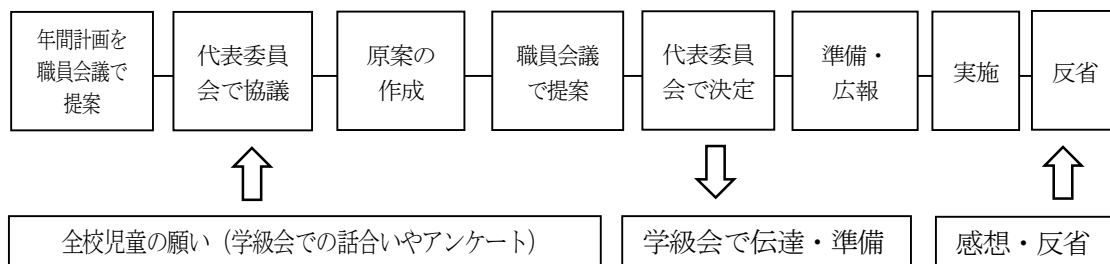 年間計画を
職員会議で
提案
代表委員
会で協議
原案の
作成
職員会議
で提案
代表委員
会で決定
準備・
広報
実施
反省
全校児童の願い（学級会での話合いやアンケート）
学級会で伝達・準備
感想・反省